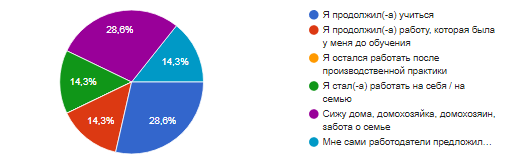 28,6%
14,3%
14,3%
14,3%
28,6%
Я продолжил(-а) учиться
Я продолжил(-а) работу, которая была
у меня до обучения
Я остался работать после
производственной практики
Я стал(-а) работать на себя / на
семью
Сижу дома, домохозяйка, домохозяин,
забота о семье
Мне сами работодатели предложил...